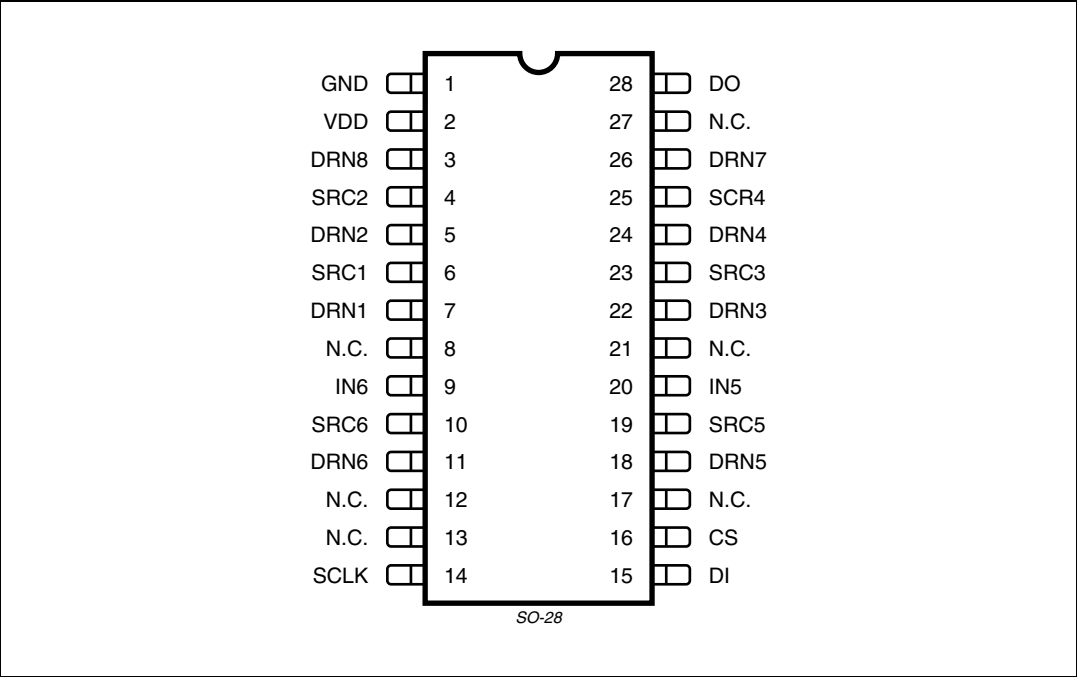 GND 1 28 DO
VDD 2 27 N.C.
DRN8 3 26 DRN7
SRC2 4 25 SCR4
DRN2 5 24 DRN4
SRC1 6 23 SRC3
DRN1 7 22 DRN3
N.C. 8 21 N.C.
IN6 9 20 IN5
SRC6 10 19 SRC5
DRN6 11 18 DRN5
N.C. 12 17 N.C.
N.C. 13 16 CS
SCLK 14 15 DI
SO-28